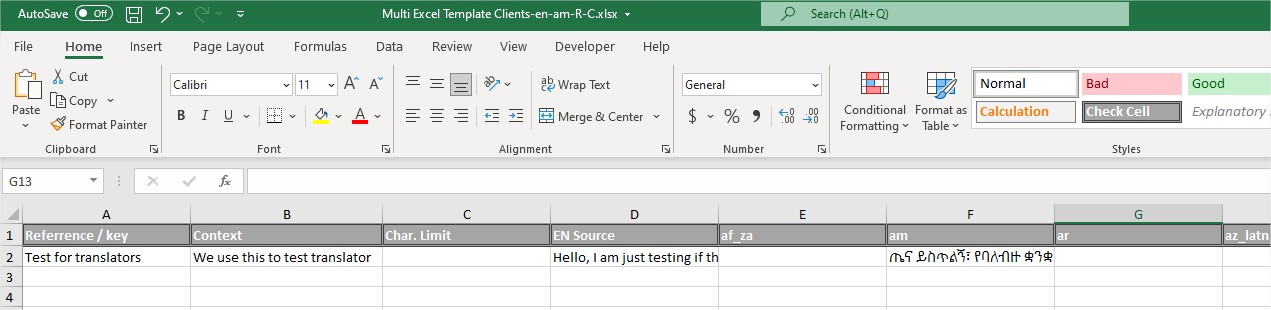 AutoSave Off Multi Excel Template Clients-en-am-R-C.xlsx Search (Alt+Q)
File Home Insert Page Layout Formulas Data Review View Developer Help
Paste
Cut
Copy
Format Painter
Clipboard
Calibri 11 A A
B I U A
Font
ab Wrap Text
Merge & Center
Alignment
General
$ % 9 .00 .00
Number
Conditional Formatting
Format as Table
Normal Bad Good
Calculation Check Cell Explanatory
Styles
G13 fx
A B C D E F G
1 Referrence / key Context Char. Limit EN Source af_za am ar az_latn
2 Test for translators We use this to test translator Hello, I am just testing if th ጤና ይስጥልኝ፣ የባለብዙ ቋንቋ
3
4